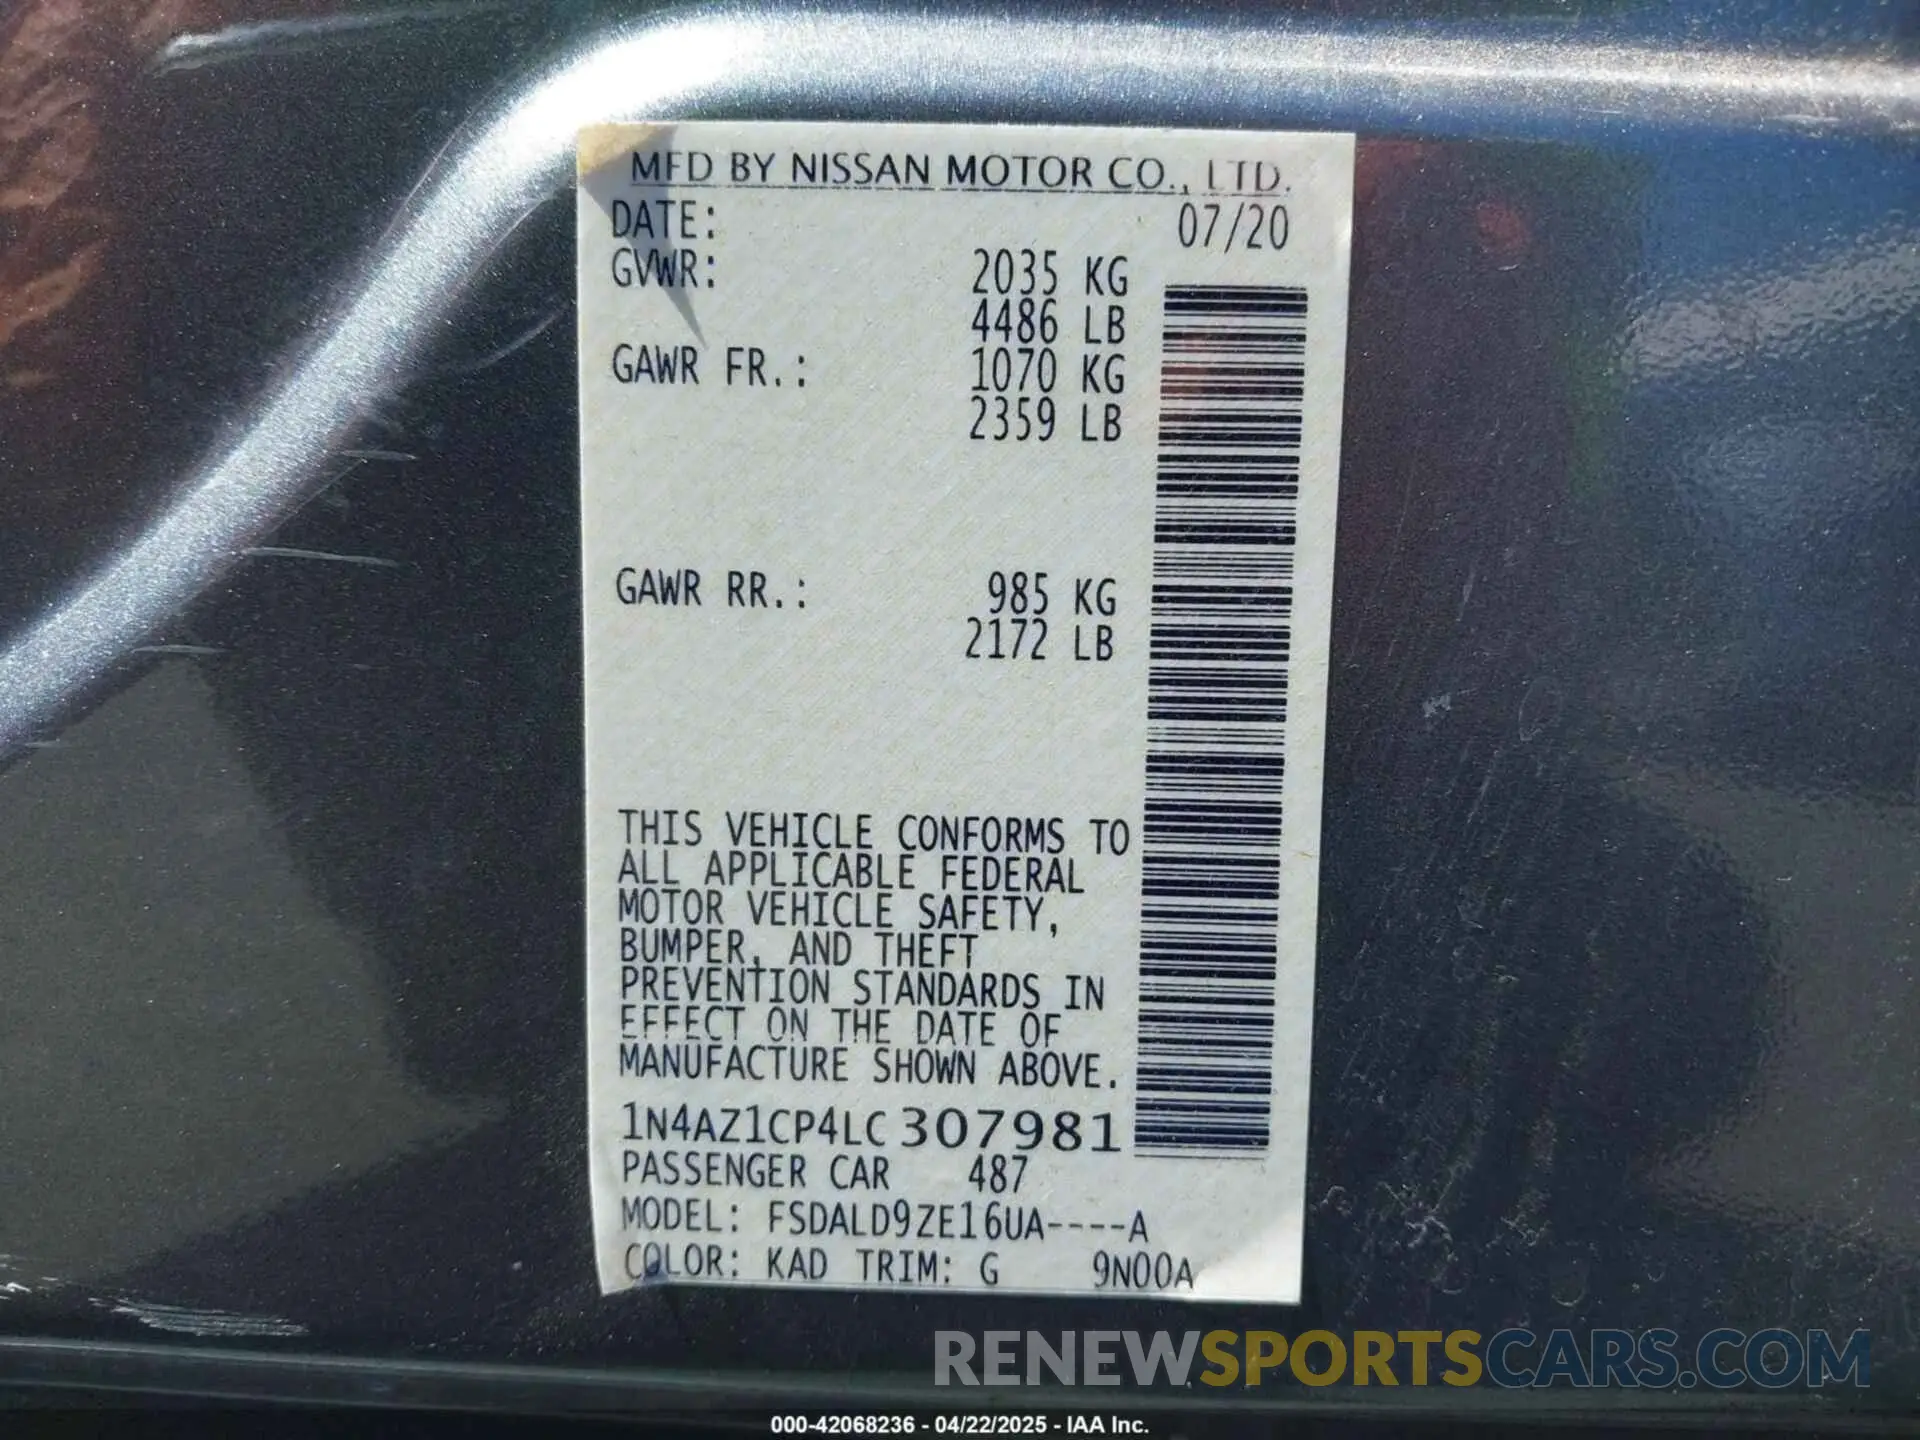 MFD BY NISSAN MOTOR CO., LTD.
DATE: 07/20
GVWR: 2035 KG
4486 LB
GAWR FR.: 1070 KG
2359 LB
GAWR RR.: 985 KG
2172 LB
THIS VEHICLE CONFORMS TO
ALL APPLICABLE FEDERAL
MOTOR VEHICLE SAFETY,
BUMPER, AND THEFT
PREVENTION STANDARDS IN
EFFECT ON THE DATE OF
MANUFACTURE SHOWN ABOVE.
1N4AZ1CP4LC307981
PASSENGER CAR 487
MODEL: FSDALD9ZE16UA----A
COLOR: KAD TRIM: G 9N00A
RENEWSPORTSCARS.COM
000-42068236 - 04/22/2025 - IAA Inc.